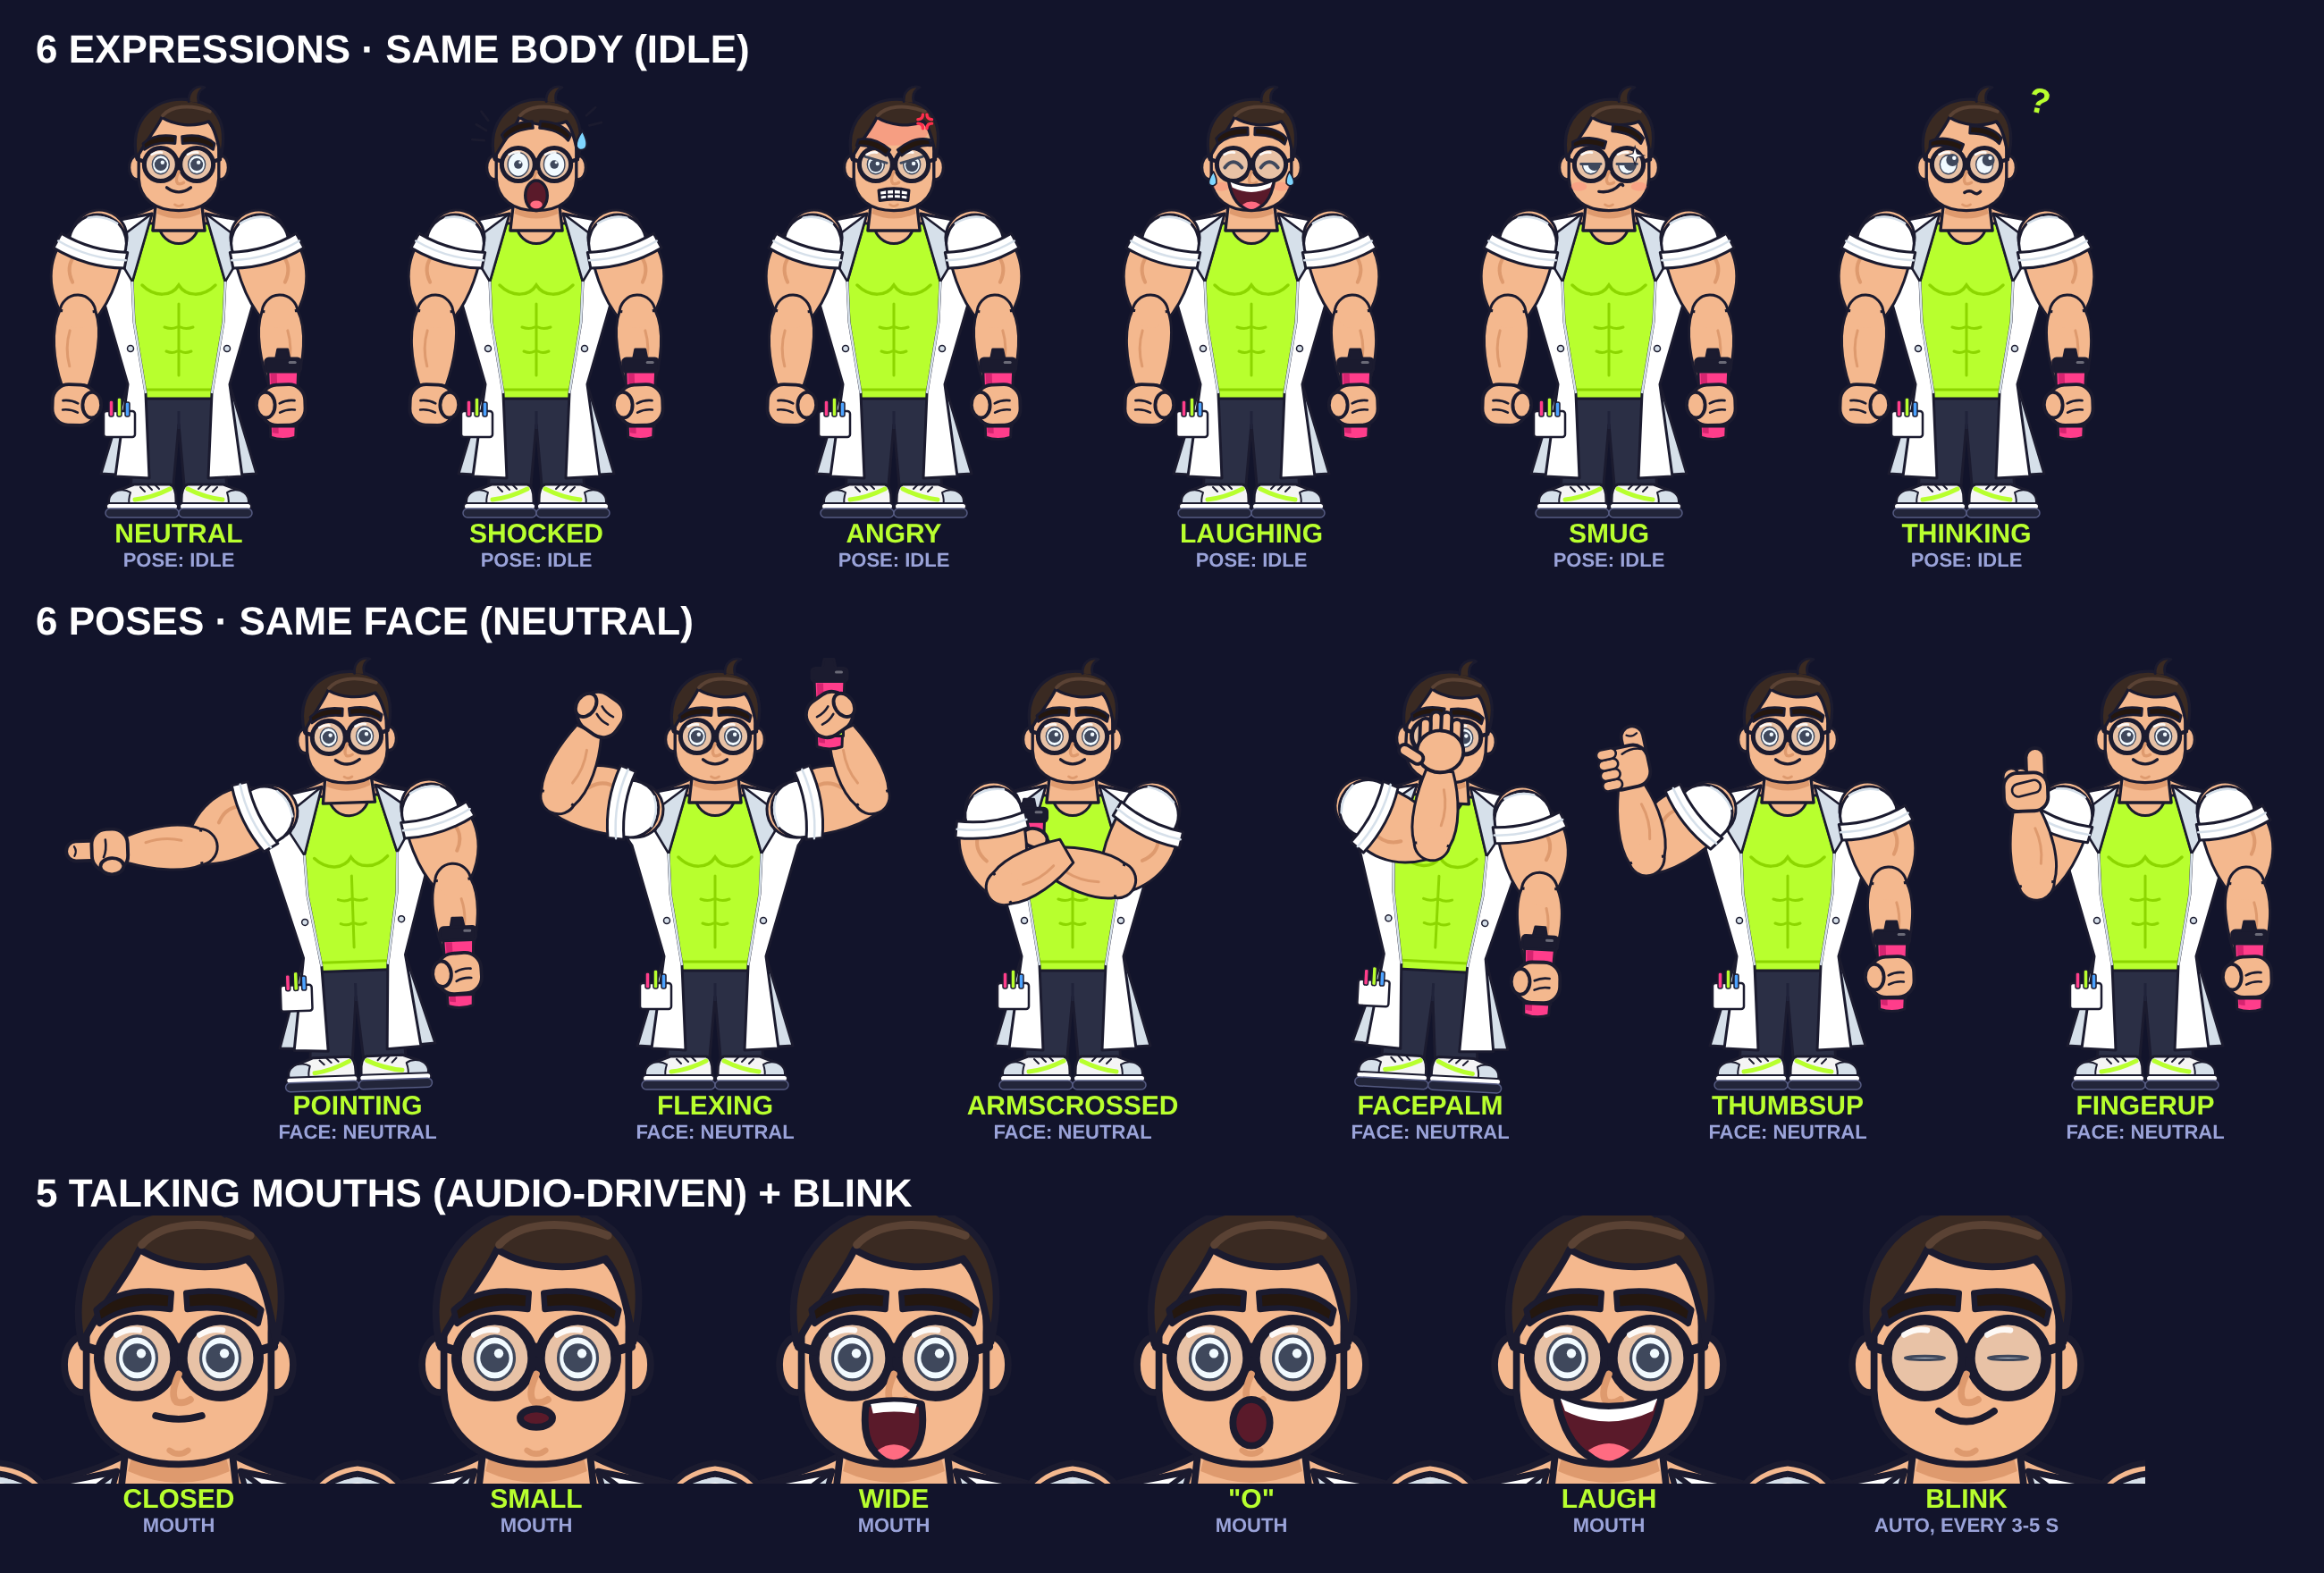 6 EXPRESSIONS · SAME BODY (IDLE)
?
NEUTRAL
POSE: IDLE
SHOCKED
POSE: IDLE
ANGRY
POSE: IDLE
LAUGHING
POSE: IDLE
SMUG
POSE: IDLE
THINKING
POSE: IDLE
6 POSES · SAME FACE (NEUTRAL)
POINTING
FACE: NEUTRAL
FLEXING
FACE: NEUTRAL
ARMSCROSSED
FACE: NEUTRAL
FACEPALM
FACE: NEUTRAL
THUMBSUP
FACE: NEUTRAL
FINGERUP
FACE: NEUTRAL
5 TALKING MOUTHS (AUDIO-DRIVEN) + BLINK
CLOSED
MOUTH
SMALL
MOUTH
WIDE
MOUTH
"O"
MOUTH
LAUGH
MOUTH
BLINK
AUTO, EVERY 3-5 S